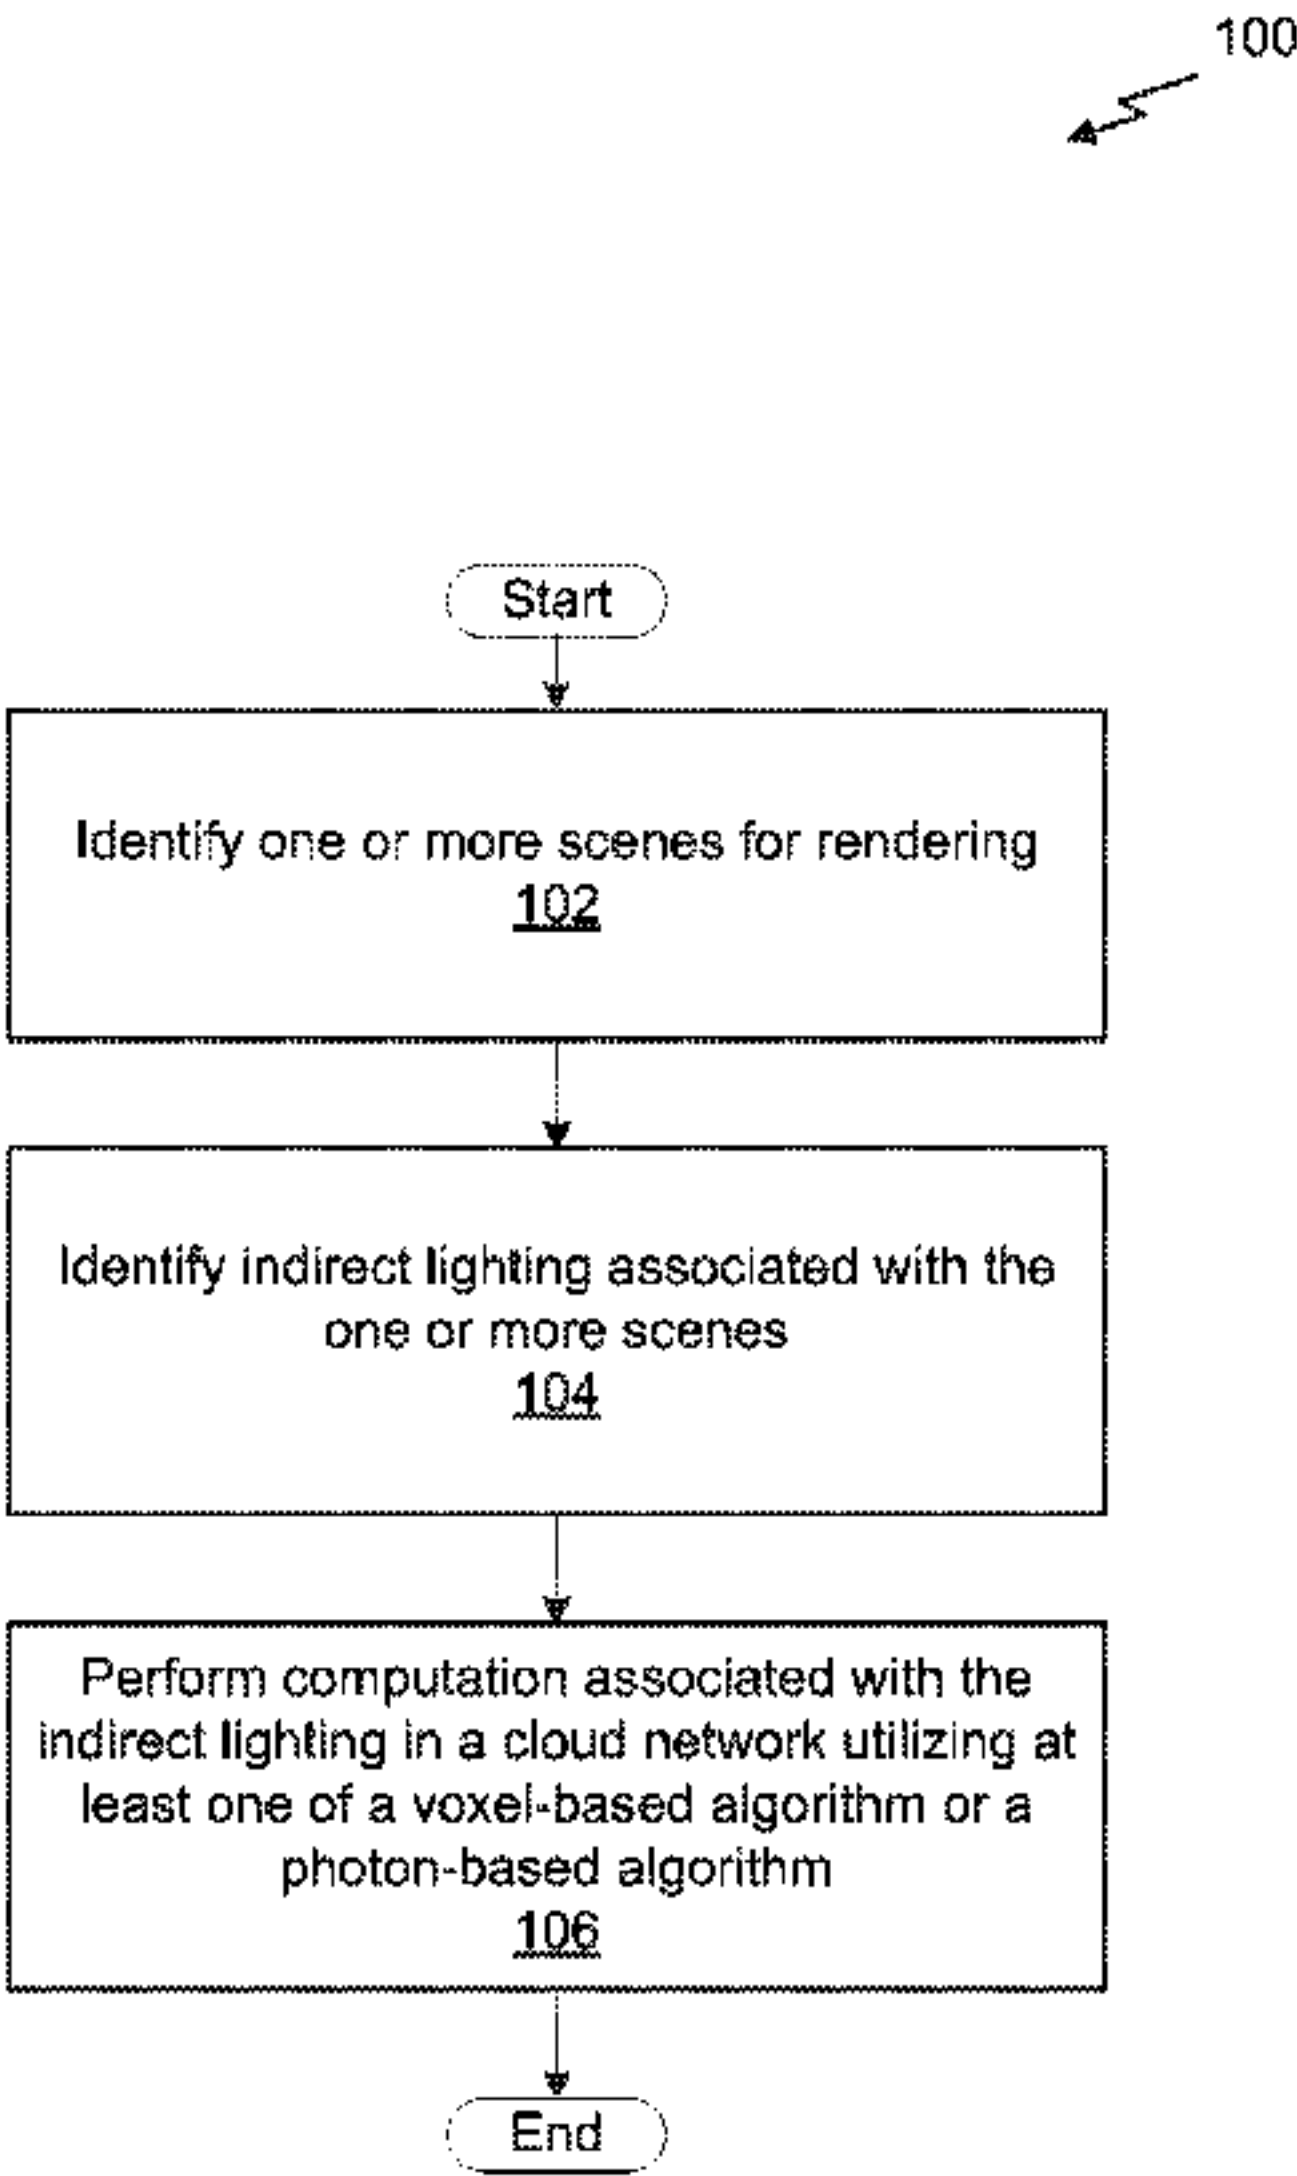 100
Start
Identify one or more scenes for rendering
102
Identify indirect lighting associated with the
one or more scenes
104
Perform computation associated with the
indirect lighting in a cloud network utilizing at
least one of a voxel-based algorithm or a
photon-based algorithm
106
End